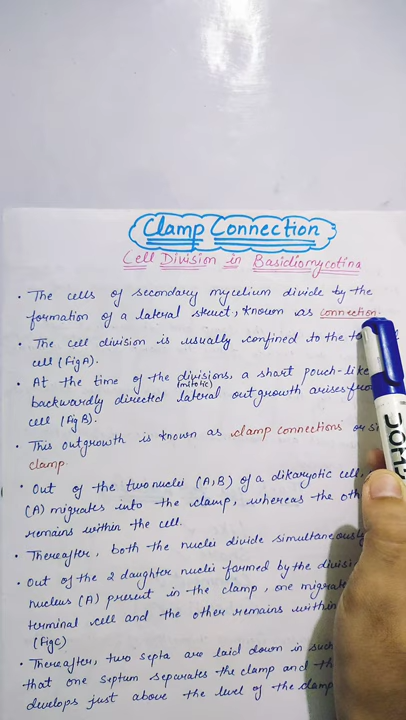 Clamp Connection
Cell Division in Basidiomycotina
• The cells of secondary mycelium divide by the
formation of a lateral struct, known as connection.
• The cell division is usually confined to the
cell (Fig A).
• At the time of the divisions, a short pouch-like
(mitotic)
backwardly directed lateral outgrowth arises from
cell (Fig B).
• This outgrowth is known as clamp connections or
clamp
• Out of the two nuclei (A,B) of a dikaryotic cell,
(A) migrates into the clamp, whereas the
remains within the cell.
• Thereafter, both the nuclei divide simultaneously
• Out of the 2 daughter nuclei formed by the
nucleus (A) present in the clamp, one
terminal cell and the other remains within
(Fig C)
• Thereafter, two septa are laid down in such
that one septum separates the clamp and
develops just above the level of the clamp